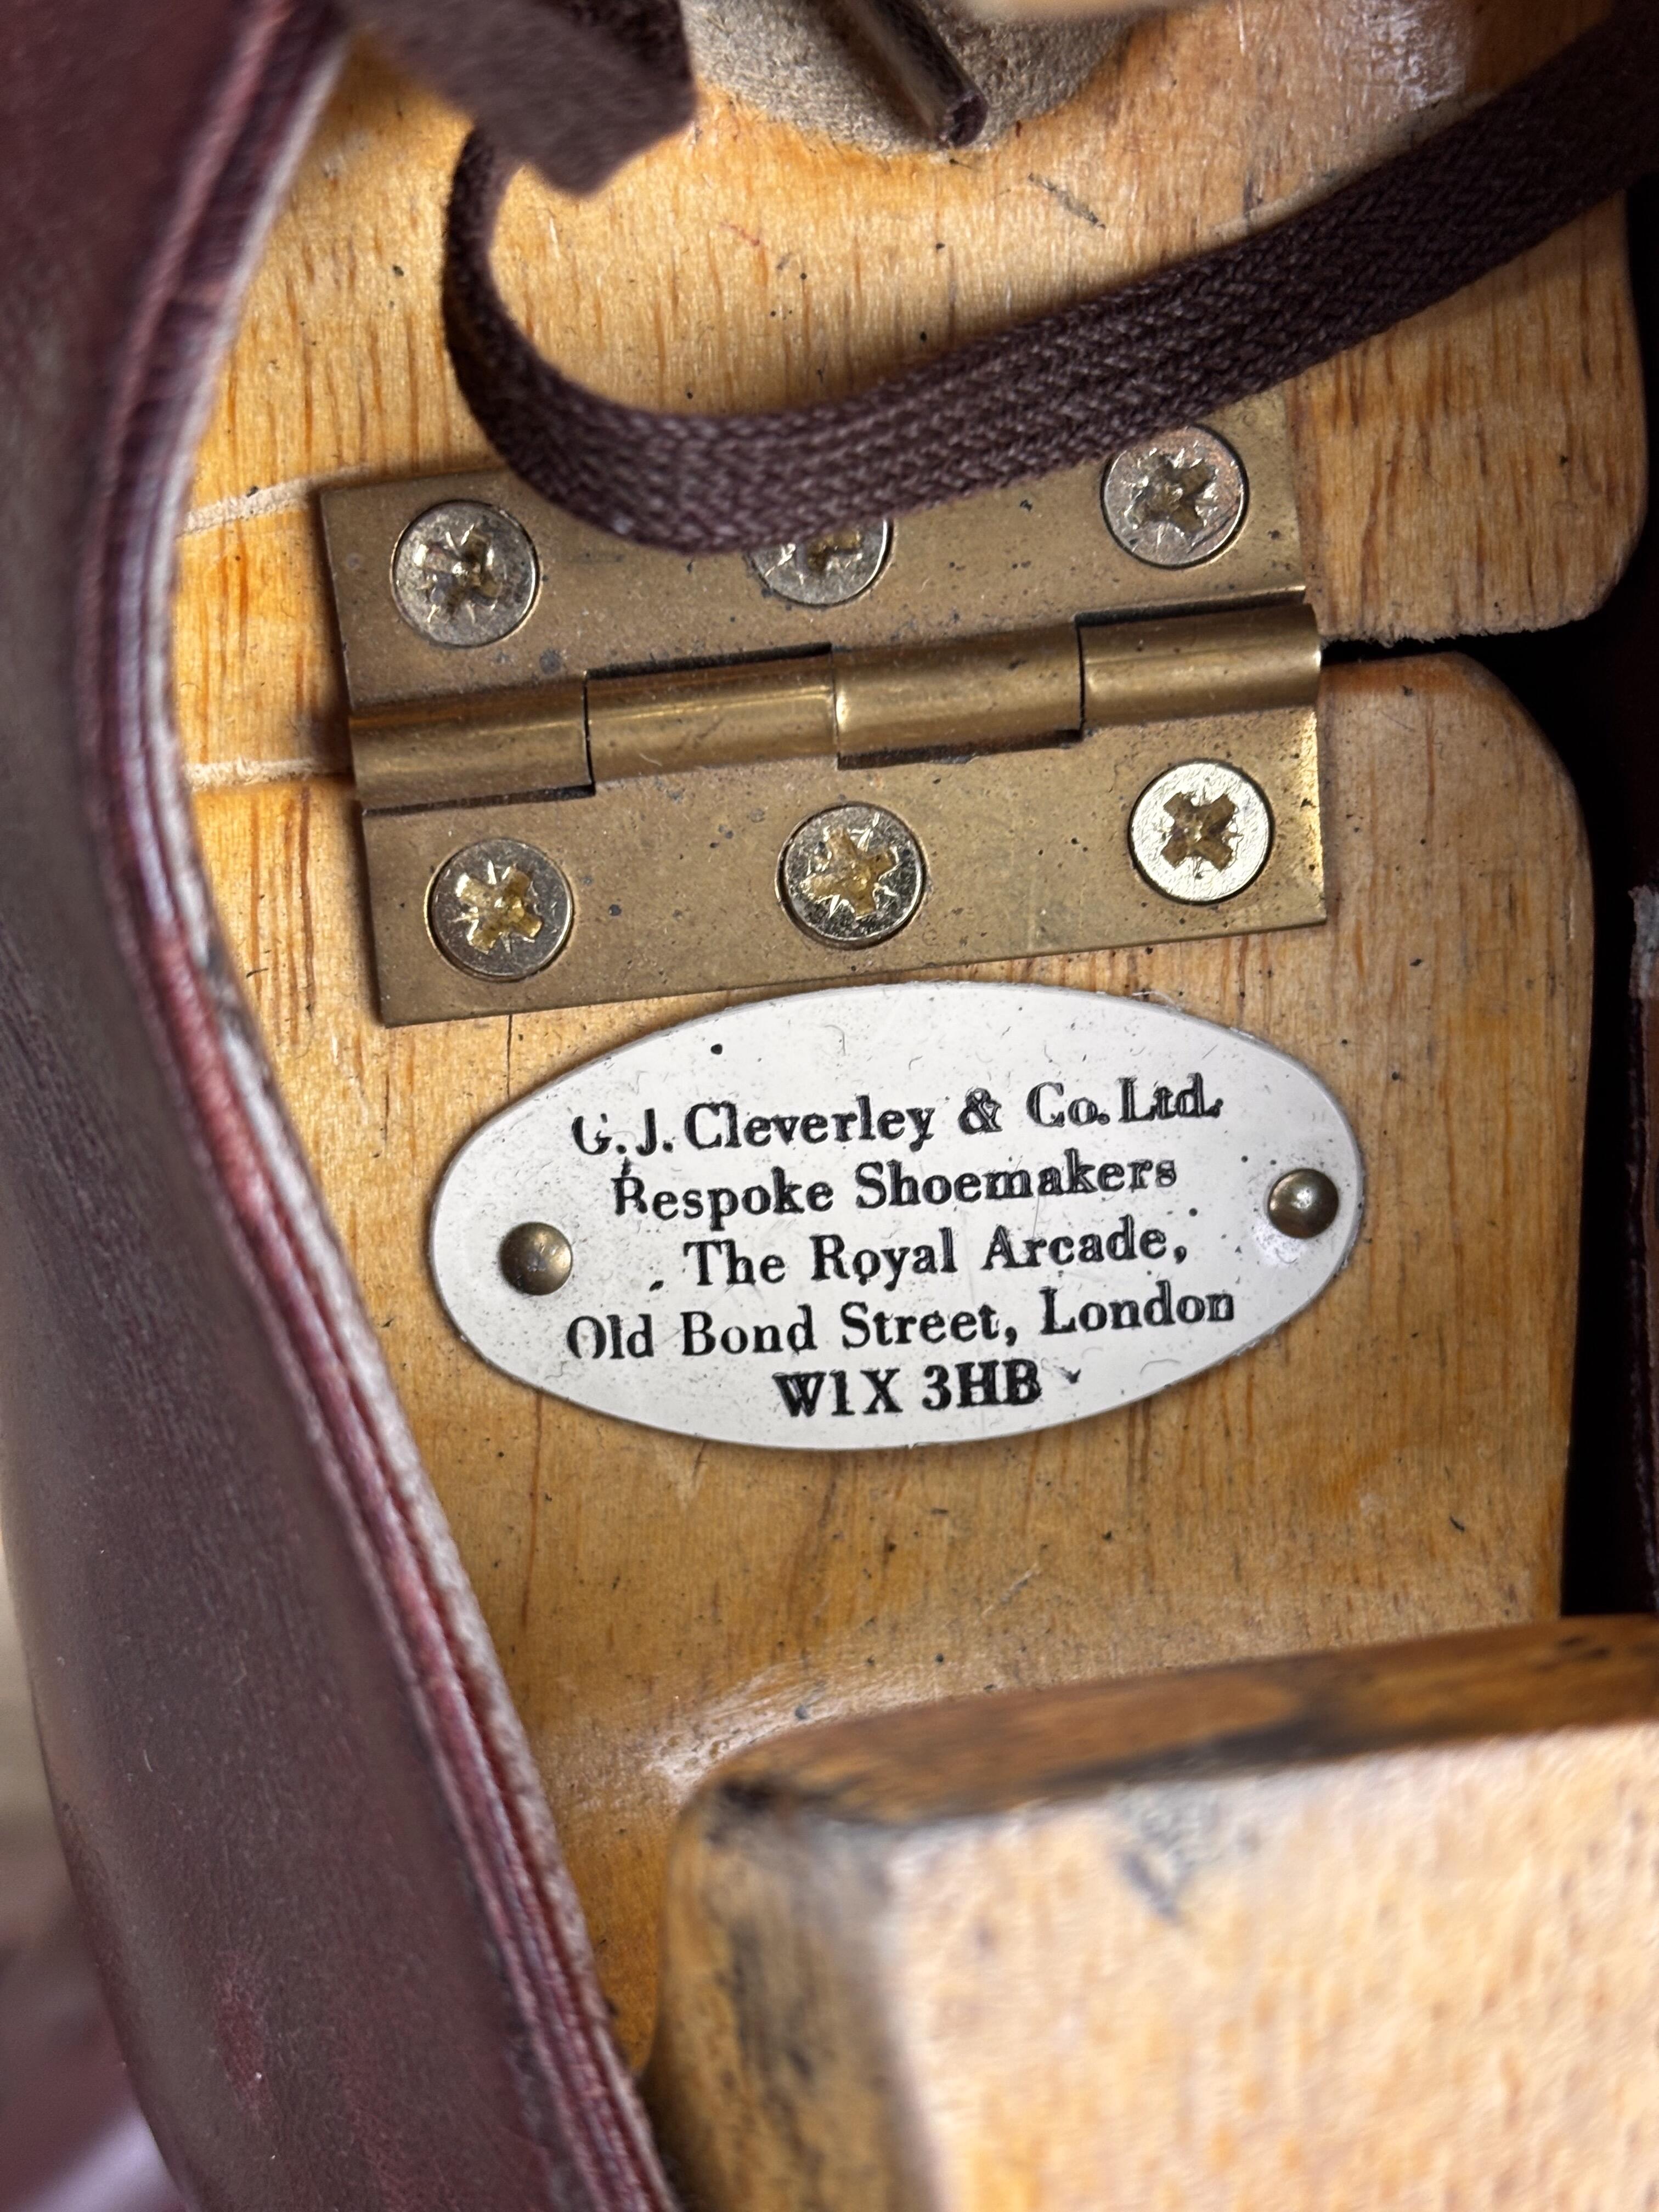 G.J. Cleverley & Co. Ltd.
Bespoke Shoemakers
The Royal Arcade,
Old Bond Street, London
W1X 3HB